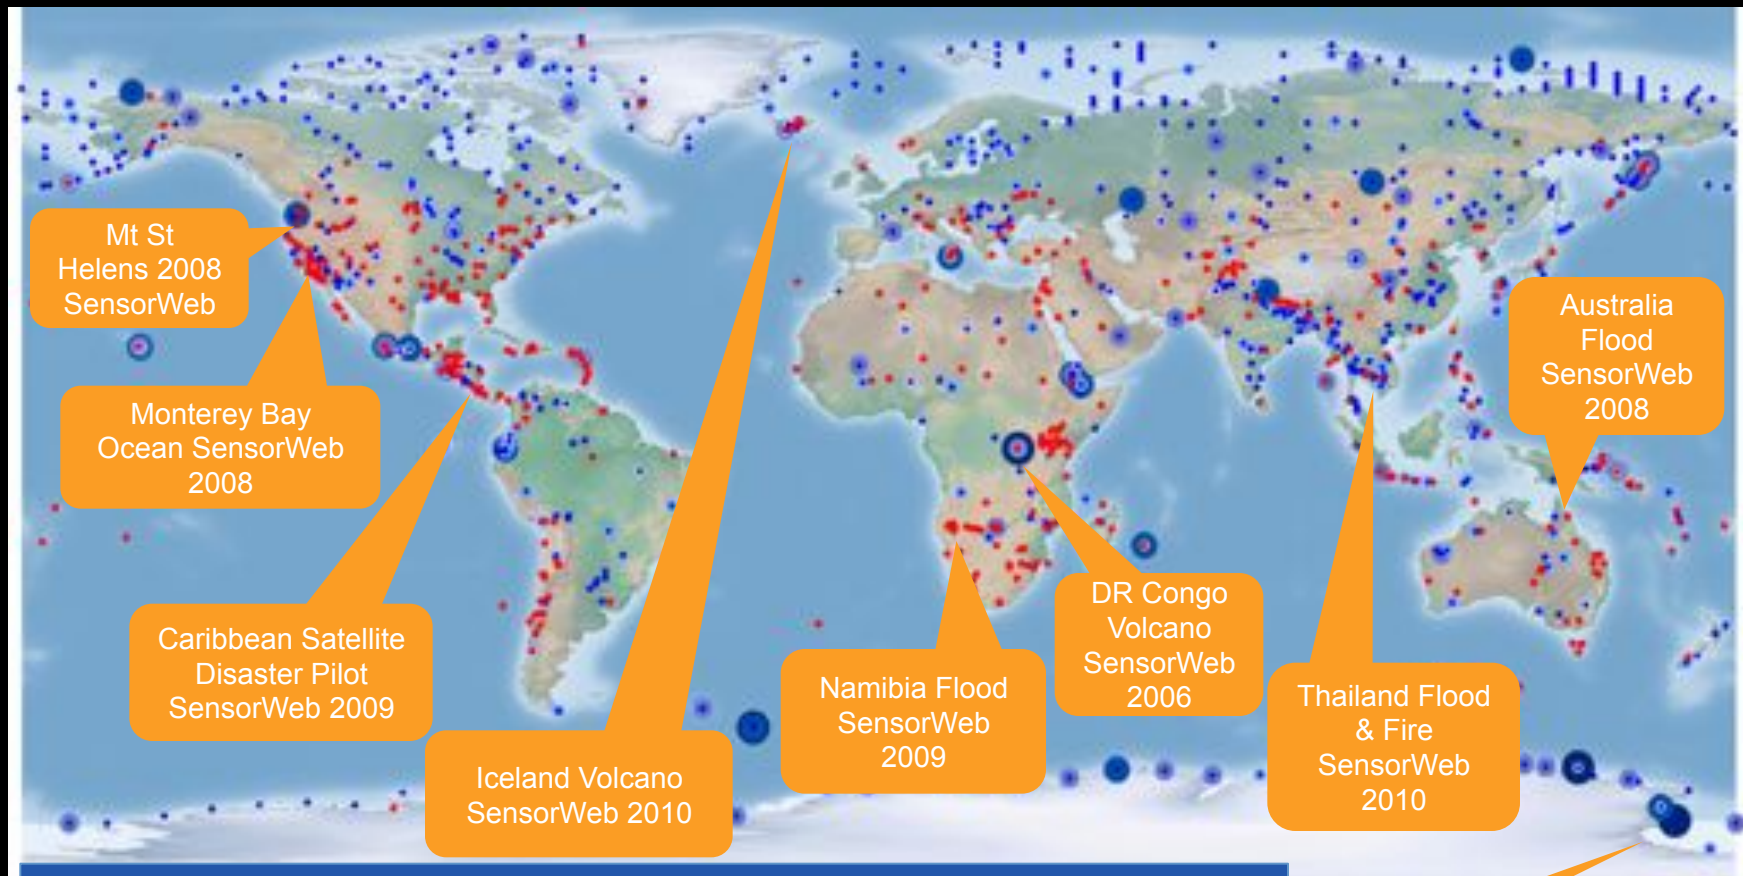 Mt St
Helens 2008
SensorWeb
Monterey Bay
Ocean SensorWeb
2008
Caribbean Satellite
Disaster Pilot
SensorWeb 2009
Iceland Volcano
SensorWeb 2010
Namibia Flood
SensorWeb
2009
DR Congo
Volcano
SensorWeb
2006
Thailand Flood
& Fire
SensorWeb
2010
Australia
Flood
SensorWeb
2008